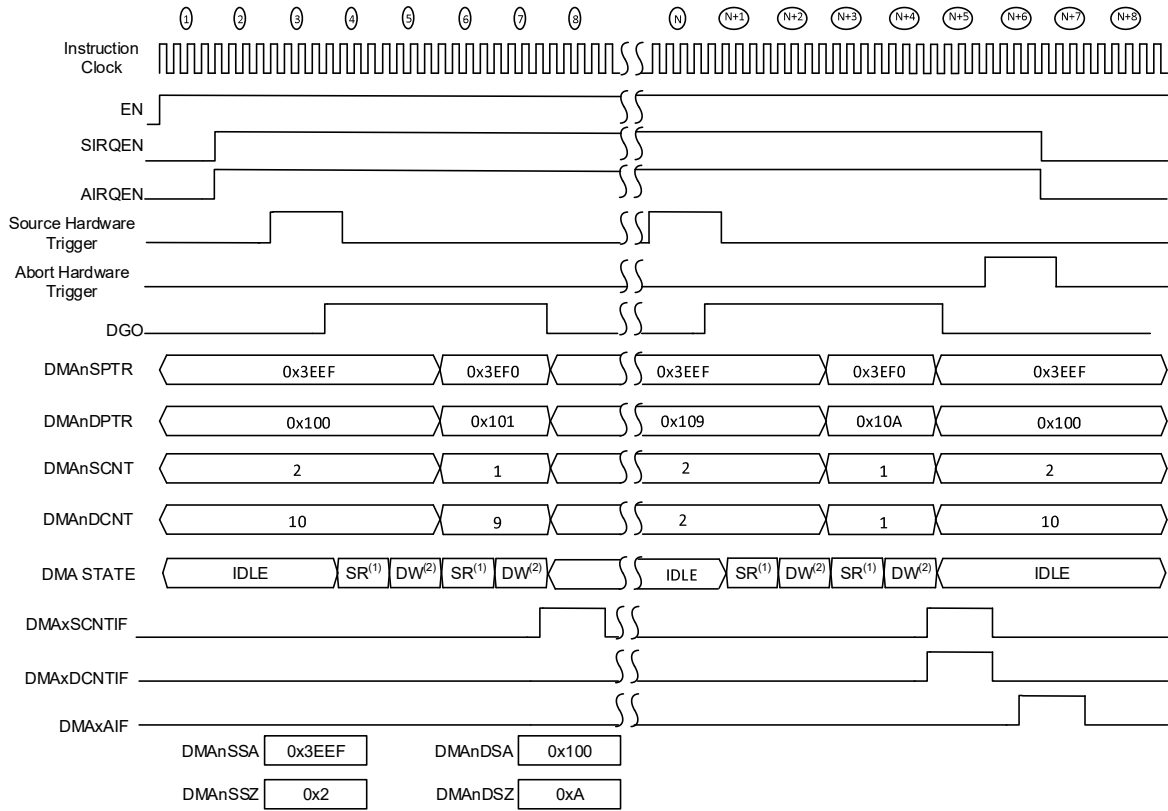 1 2 3 4 5 6 7 8 N N+1 N+2 N+3 N+4 N+5 N+6 N+7 N+8
Instruction
Clock
EN
SIRQEN
AIRQEN
Source Hardware
Trigger
Abort Hardware
Trigger
DGO
DMAnSPTR 0x3EEF 0x3EF0 0x3EEF 0x3EF0 0x3EEF
DMAnDPTR 0x100 0x101 0x109 0x10A 0x100
DMAnSCNT 2 1 2 1 2
DMAnDCNT 10 9 2 1 10
DMA STATE IDLE SR(1) DW(2) SR(1) DW(2) IDLE SR(1) DW(2) SR(1) DW(2) IDLE
DMAxSCNTIF
DMAxDCNTIF
DMAxAIF
DMAnSSA 0x3EEF DMAnDSA 0x100
DMAnSSZ 0x2 DMAnDSZ 0xA